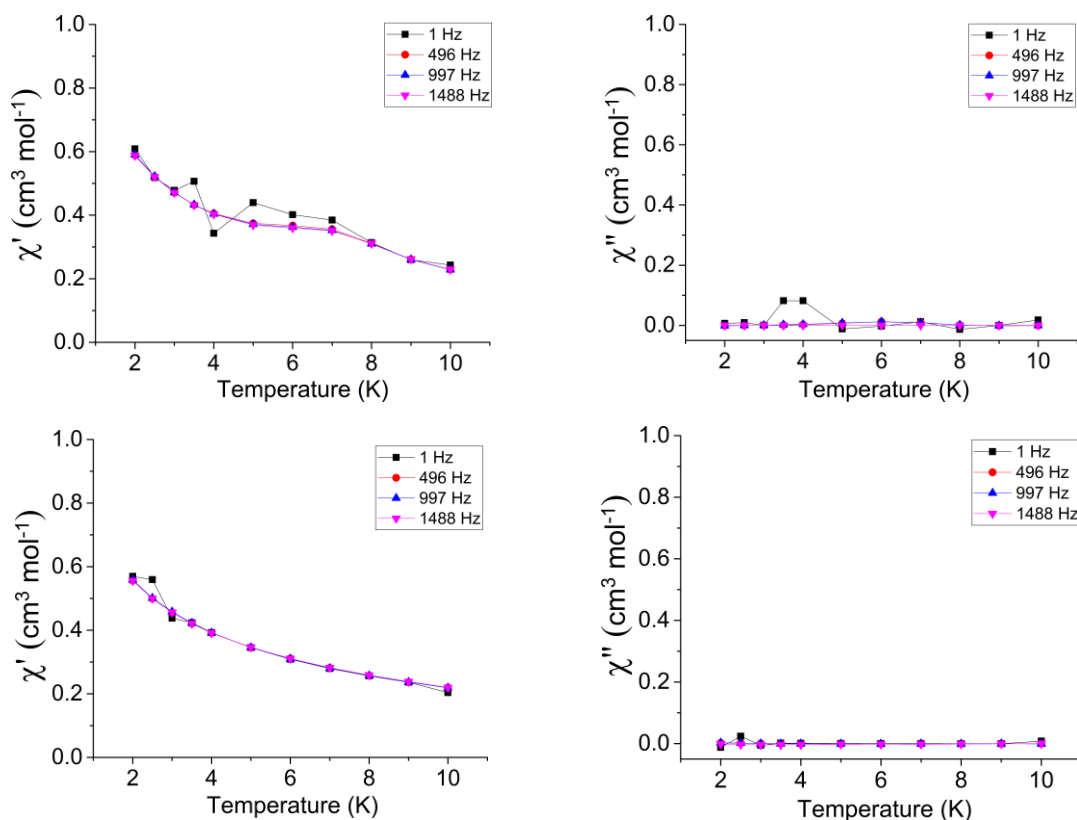 1.0
0.8
0.6
0.4
0.2
0.0
χ' (cm³ mol⁻¹)
2 4 6 8 10
Temperature (K)
1 Hz
496 Hz
997 Hz
1488 Hz
1.0
0.8
0.6
0.4
0.2
0.0
χ" (cm³ mol⁻¹)
2 4 6 8 10
Temperature (K)
1 Hz
496 Hz
997 Hz
1488 Hz
1.0
0.8
0.6
0.4
0.2
0.0
χ' (cm³ mol⁻¹)
2 4 6 8 10
Temperature (K)
1 Hz
496 Hz
997 Hz
1488 Hz
1.0
0.8
0.6
0.4
0.2
0.0
χ" (cm³ mol⁻¹)
2 4 6 8 10
Temperature (K)
1 Hz
496 Hz
997 Hz
1488 Hz